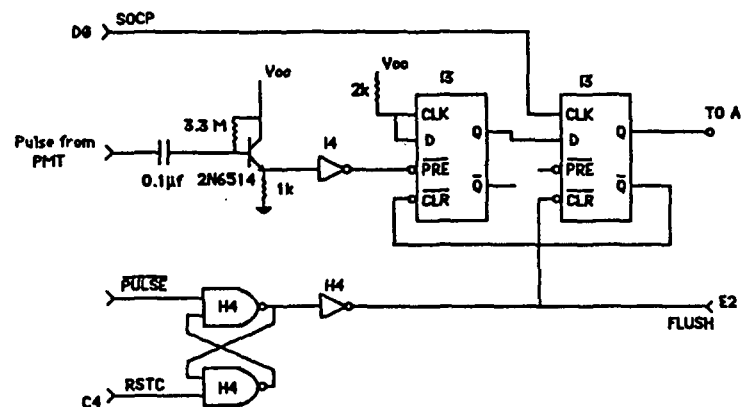 D6 SOCP
Vcc
3.3 M
Pulse from
PMT
0.1µf
2N6514
1k
I4
Vcc
2k
I3
CLK
D
PRE
CLR
Q
Q
I3
CLK
D
PRE
CLR
Q
Q
TO A
PULSE
H4
H4
H4
C4
RSTC
E2
FLUSH